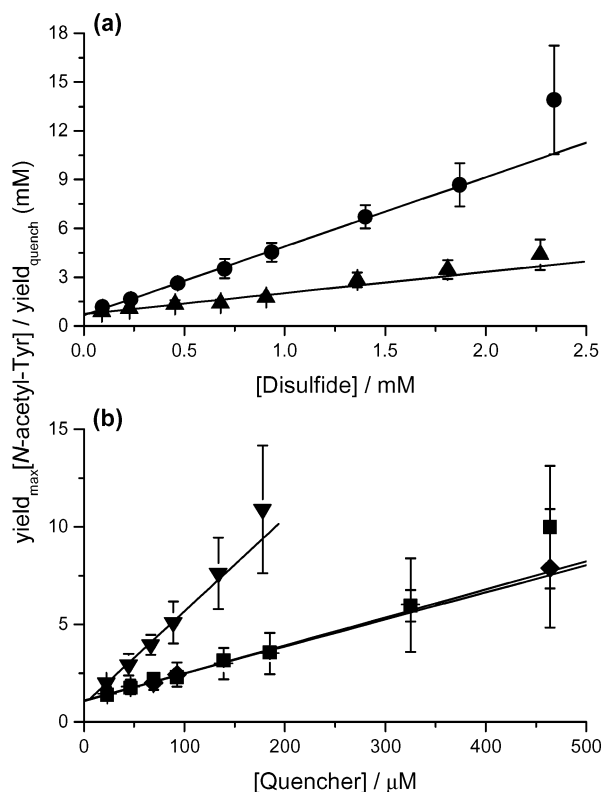 (a)
18
15
12
9
6
3
0
0.0 0.5 1.0 1.5 2.0 2.5
[Disulfide] / mM
yield_max[N-acetyl-Tyr] / yield_quench (mM)
(b)
15
10
5
0
0 100 200 300 400 500
[Quencher] / μM